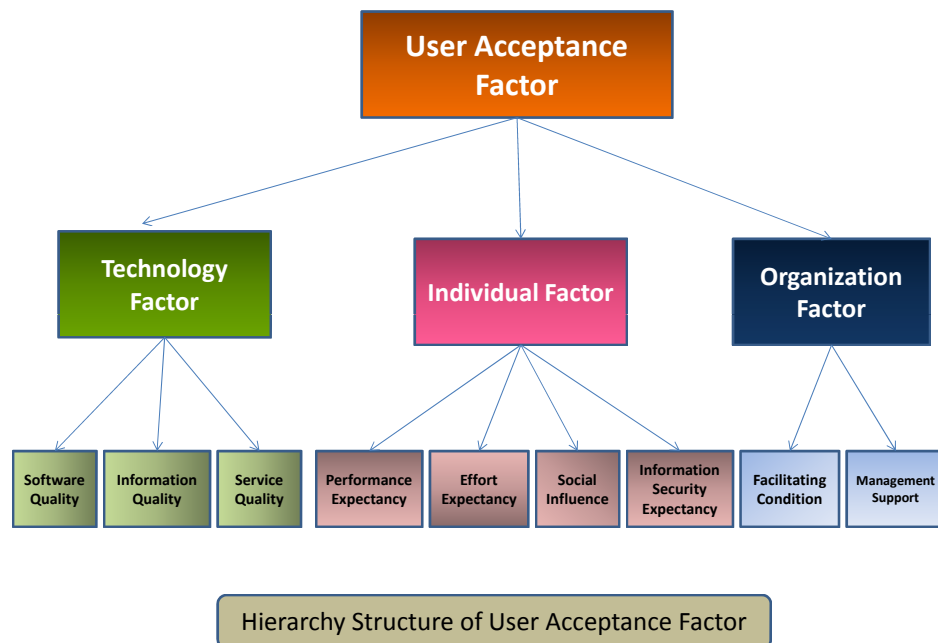 User Acceptance
Factor
Technology
Factor
Individual Factor
Organization
Factor
Software
Quality
Information
Quality
Service
Quality
Performance
Expectancy
Effort
Expectancy
Social
Influence
Information
Security
Expectancy
Facilitating
Condition
Management
Support
Hierarchy Structure of User Acceptance Factor